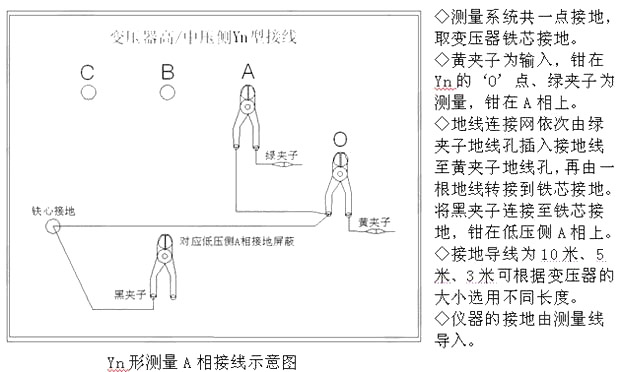 变压器高/中压侧Yn型接线
C
B
A
O
绿夹子
黄夹子
铁心接地
对应低压侧A相接地屏蔽
黑夹子
Yn形测量A相接线示意图
◇测量系统共一点接地，
取变压器铁芯接地。
◇黄夹子为输入，钳在
Yn的‘O’点、绿夹子为
测量，钳在A相上。
◇地线连接网依次由绿
夹子地线孔插入接地线
至黄夹子地线孔,再由一
根地线转接到铁芯接地。
将黑夹子连接至铁芯接
地，钳在低压侧A相上。
◇接地导线为10米、5
米、3米可根据变压器的
大小选用不同长度。
◇仪器的接地由测量线
导入。